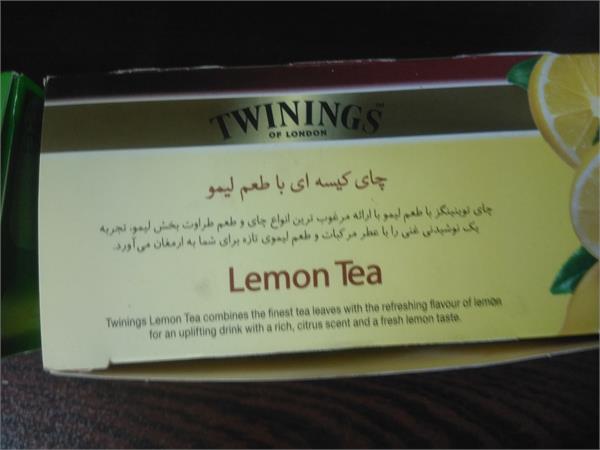 TWININGS™
OF LONDON
چای کیسه ای با طعم لیمو
چای توینینگز با طعم لیمو با ارائه مرغوب ترین انواع چای و طعم طراوت بخش لیمو، تجربه
یک نوشیدنی غنی را با عطر مرکبات و طعم لیموی تازه برای شما به ارمغان می‌آورد.
Lemon Tea
Twinings Lemon Tea combines the finest tea leaves with the refreshing flavour of lemon
for an uplifting drink with a rich, citrus scent and a fresh lemon taste.